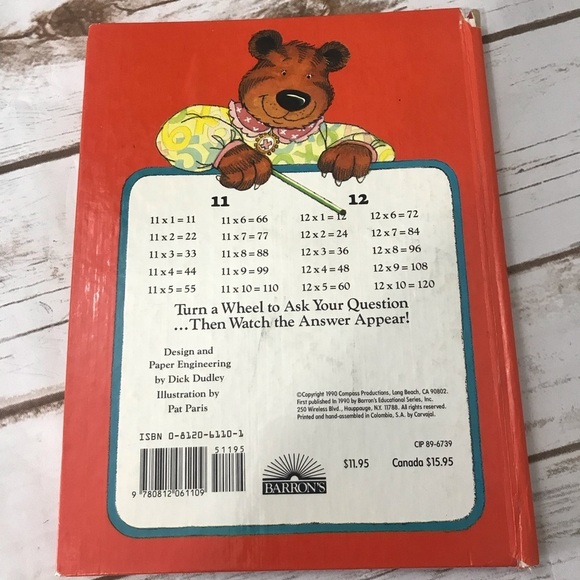 11 12
11 x 1 = 11 11 x 6 = 66 12 x 1 = 12 12 x 6 = 72
11 x 2 = 22 11 x 7 = 77 12 x 2 = 24 12 x 7 = 84
11 x 3 = 33 11 x 8 = 88 12 x 3 = 36 12 x 8 = 96
11 x 4 = 44 11 x 9 = 99 12 x 4 = 48 12 x 9 = 108
11 x 5 = 55 11 x 10 = 110 12 x 5 = 60 12 x 10 = 120
Turn a Wheel to Ask Your Question
...Then Watch the Answer Appear!
Design and
Paper Engineering
by Dick Dudley
Illustration by
Pat Paris
©Copyright 1990 Compass Productions, Long Beach, CA 90802.
First published in 1990 by Barron's Educational Series, Inc.
250 Wireless Blvd., Hauppauge, N.Y. 11788. All rights reserved.
Printed and hand-assembled in Colombia, S.A. by Carvajal.
ISBN 0-8120-6110-1
51195
9 780812 061109
BARRON'S
CIP 89-6739
$11.95 Canada $15.95